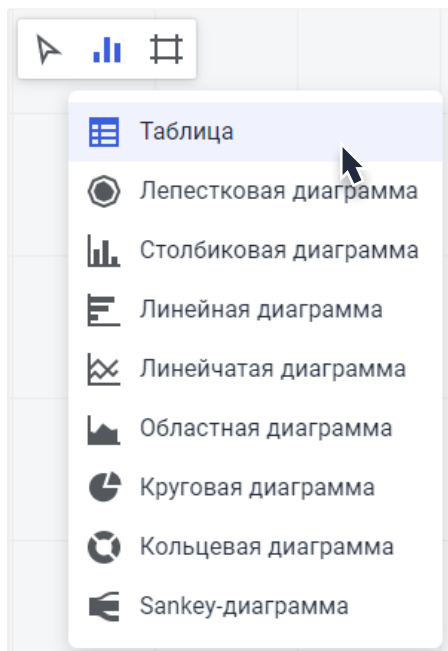 Таблица
Лепестковая диаграмма
Столбиковая диаграмма
Линейная диаграмма
Линейчатая диаграмма
Областная диаграмма
Круговая диаграмма
Кольцевая диаграмма
Sankey-диаграмма